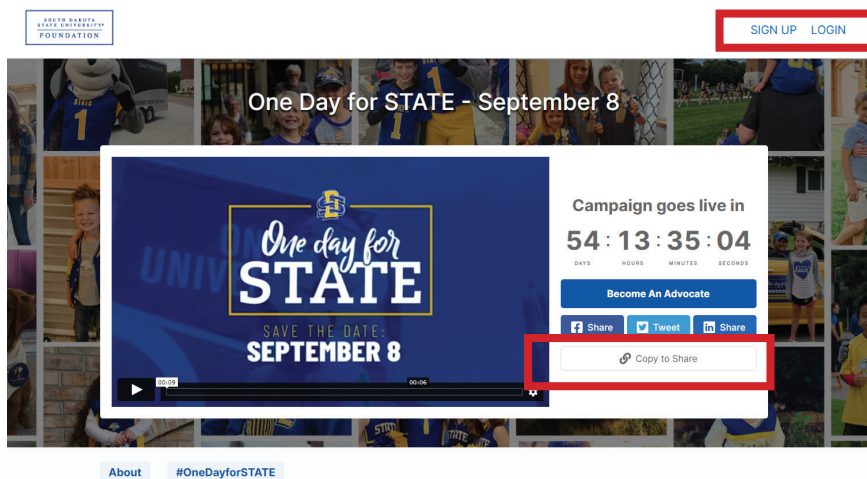 SOUTH DAKOTA
STATE UNIVERSITY®
FOUNDATION
SIGN UP LOGIN
One Day for STATE - September 8
One day for
STATE
SAVE THE DATE:
SEPTEMBER 8
00:09
00:06
Campaign goes live in
54 : 13 : 35 : 04
DAYS HOURS MINUTES SECONDS
Become An Advocate
Share Tweet Share
Copy to Share
About #OneDayforSTATE